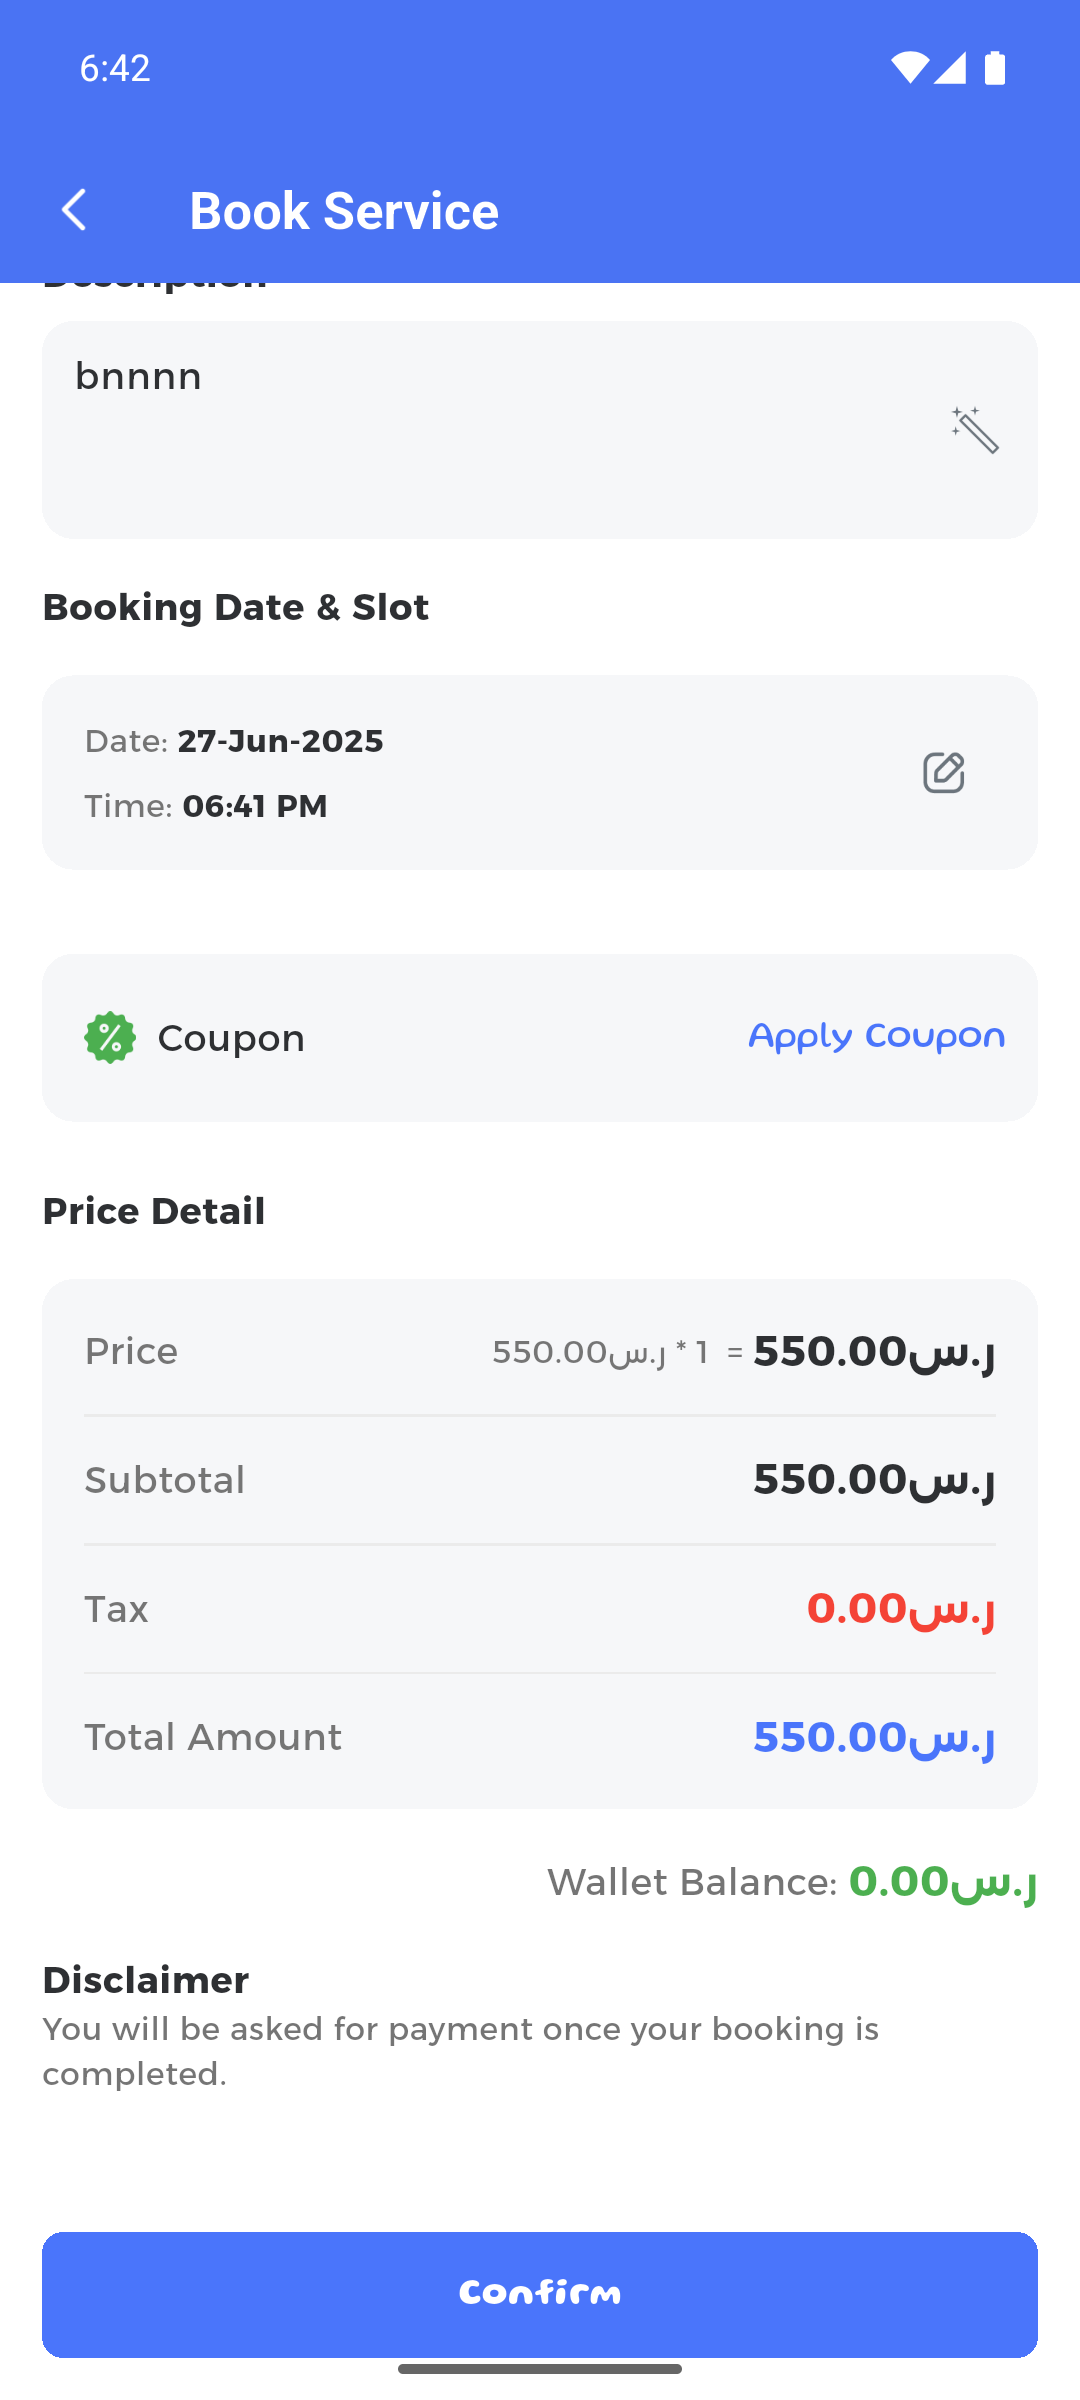 6:42
Book Service
Description
bnnnn
Booking Date & Slot
Date: 27-Jun-2025
Time: 06:41 PM
Coupon
Apply Coupon
Price Detail
Price 550.00ر.س * 1 = 550.00ر.س
Subtotal 550.00ر.س
Tax 0.00ر.س
Total Amount 550.00ر.س
Wallet Balance: 0.00ر.س
Disclaimer
You will be asked for payment once your booking is
completed.
Confirm